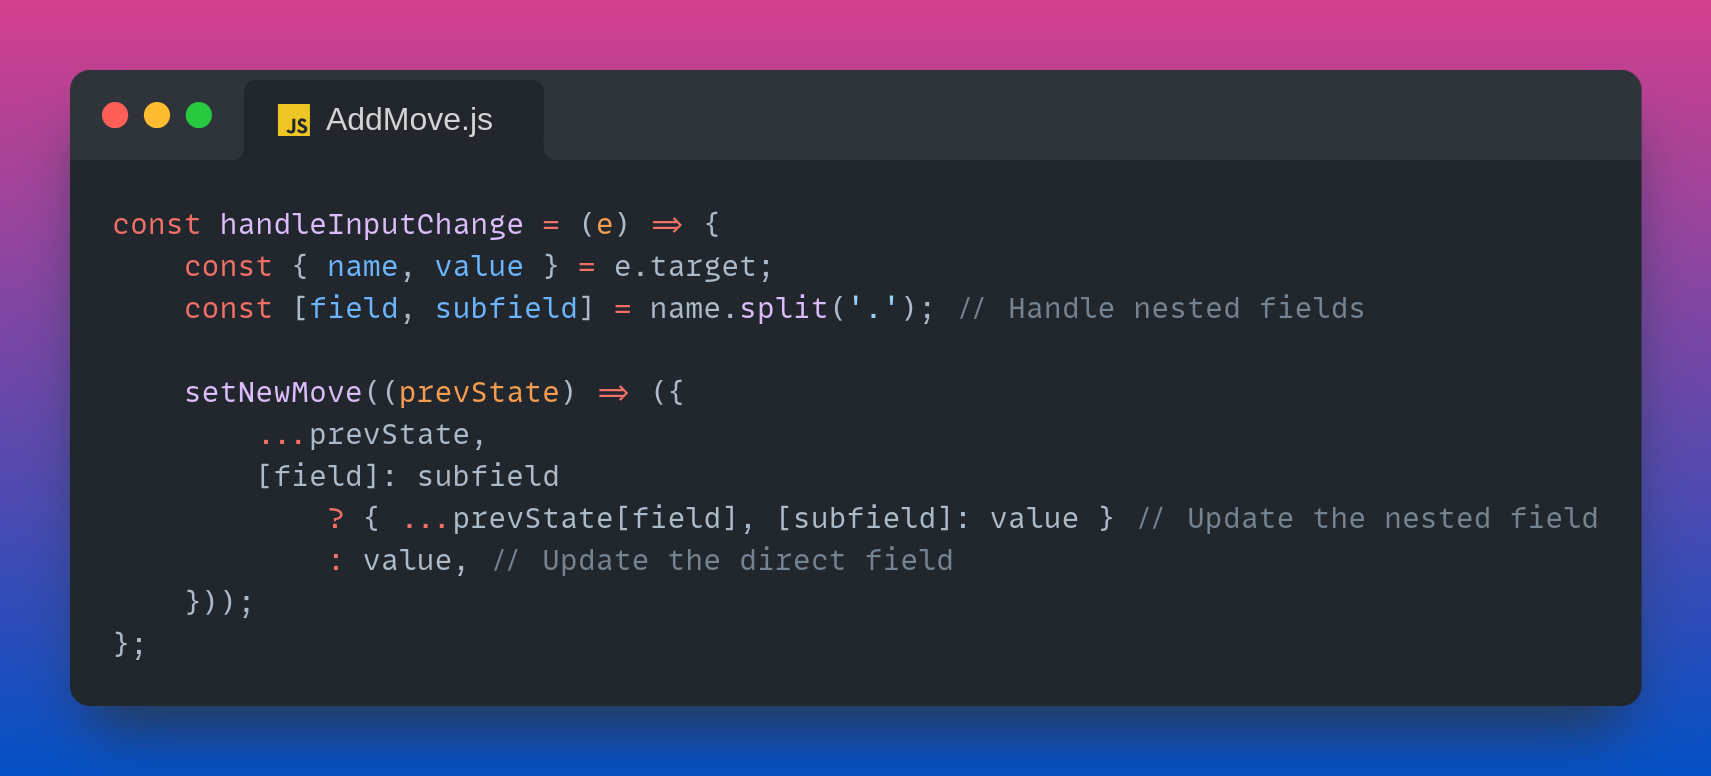 JS AddMove.js
const handleInputChange = (e) => {
    const { name, value } = e.target;
    const [field, subfield] = name.split('.'); // Handle nested fields

    setNewMove((prevState) => ({
        ...prevState,
        [field]: subfield
            ? { ...prevState[field], [subfield]: value } // Update the nested field
            : value, // Update the direct field
    }));
};